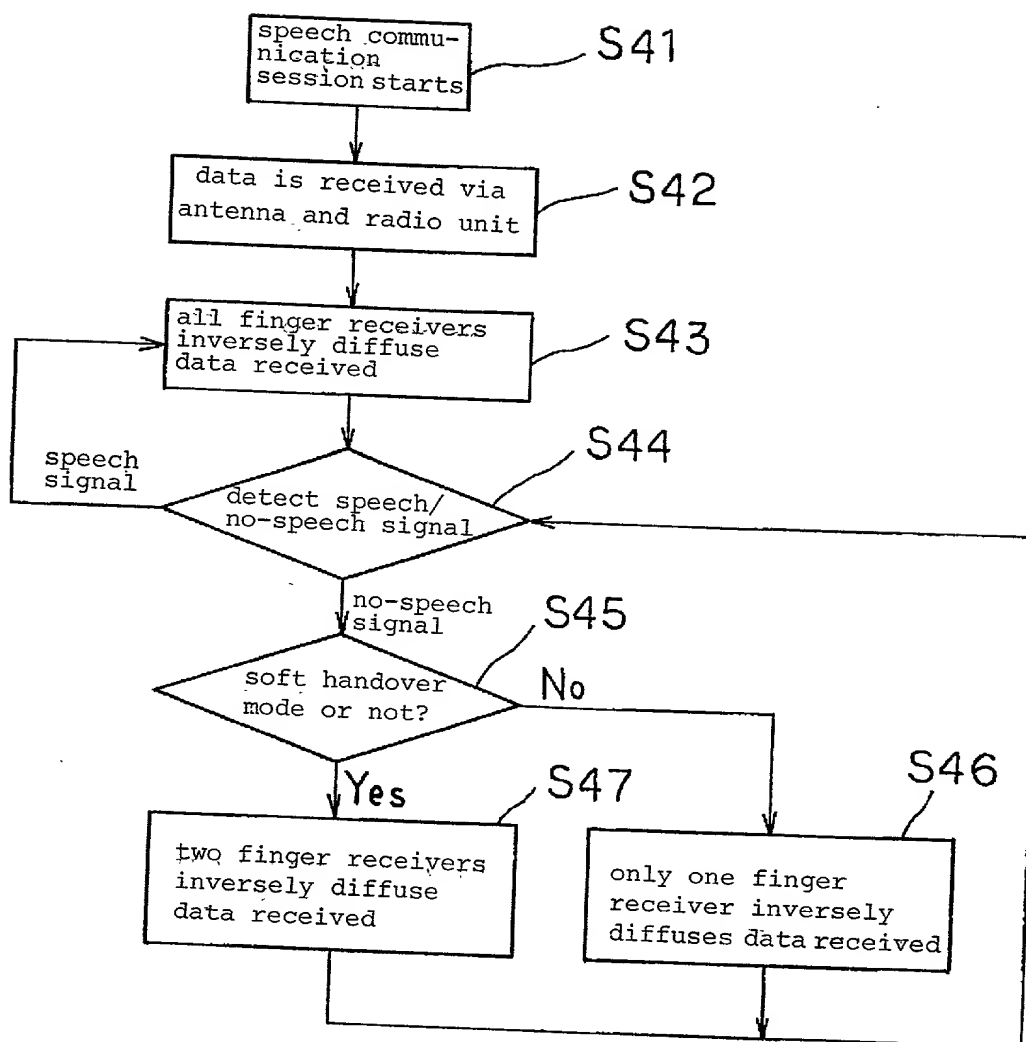 speech commu-
nication
session starts
S41
data is received via
antenna and radio unit
S42
all finger receivers
inversely diffuse
data received
S43
speech
signal
detect speech/
no-speech signal
S44
no-speech
signal
S45
soft handover
mode or not?
No
Yes
S47
S46
two finger receivers
inversely diffuse
data received
only one finger
receiver inversely
diffuses data received